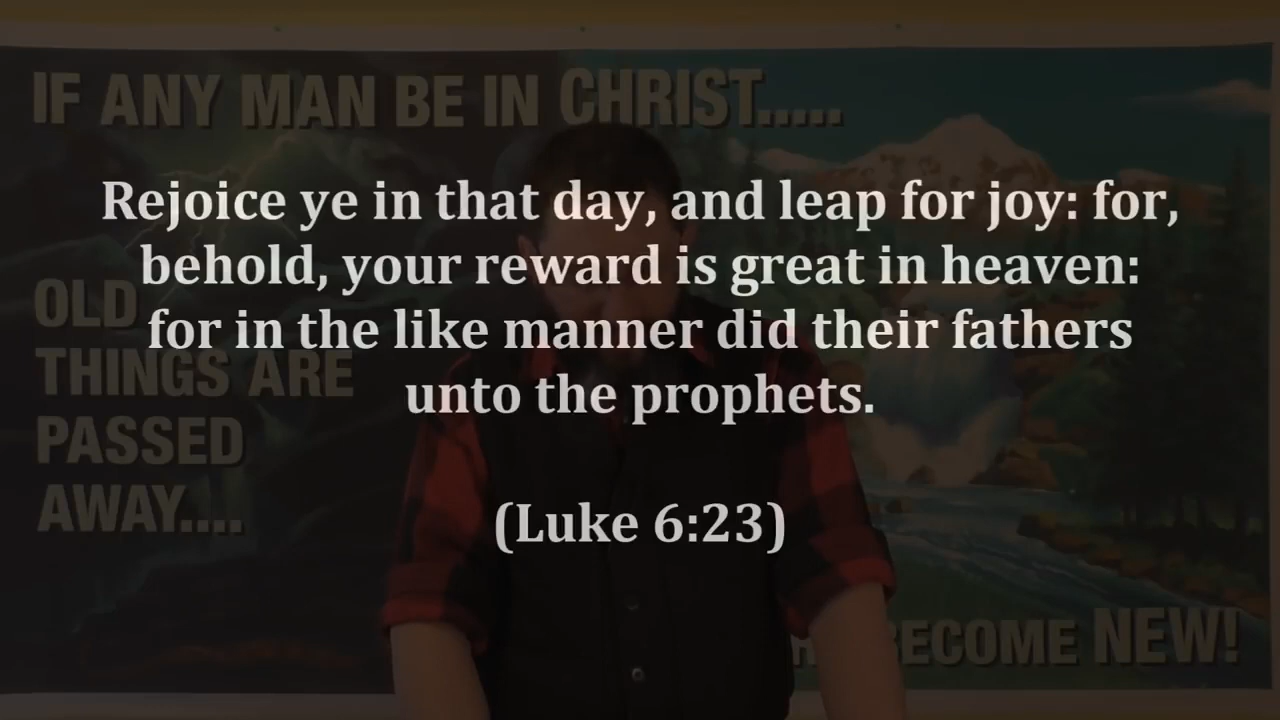 IF ANY MAN BE IN CHRIST.....
Rejoice ye in that day, and leap for joy: for,
behold, your reward is great in heaven:
for in the like manner did their fathers
unto the prophets.
(Luke 6:23)
OLD
THINGS ARE
PASSED
AWAY....
BECOME NEW!